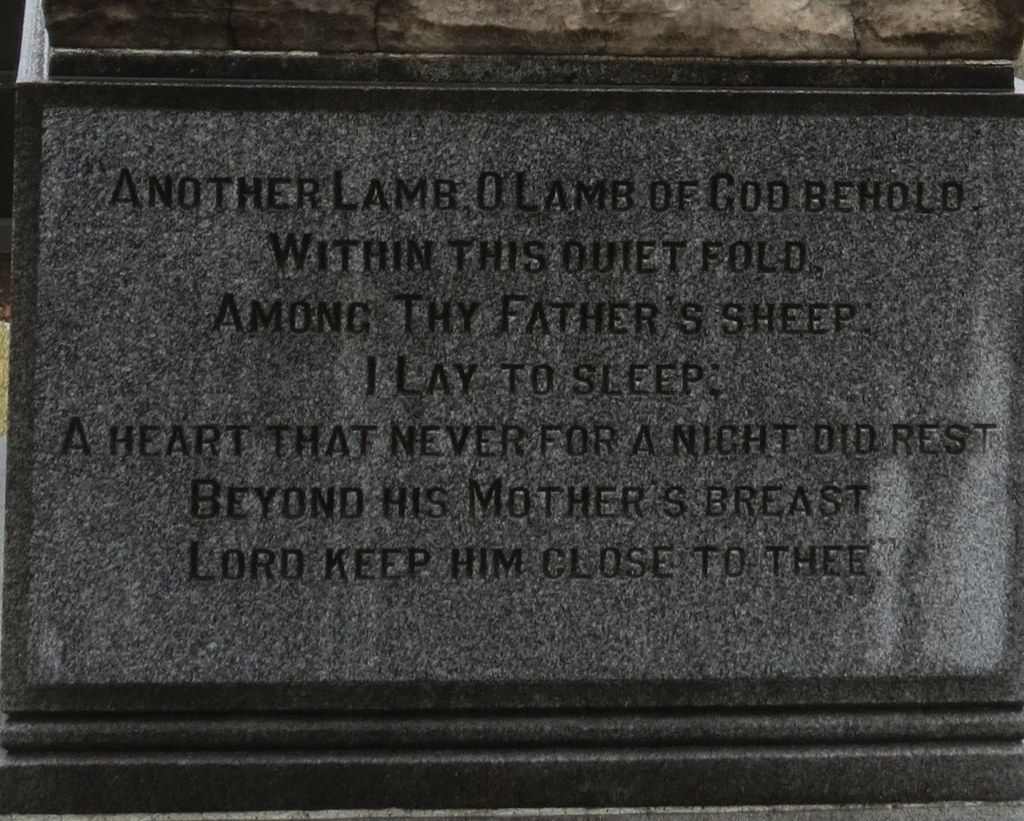 "ANOTHER LAMB, O'LAMB OF GOD BEHOLD,
WITHIN THIS QUIET FOLD,
AMONG THY FATHER'S SHEEP
I LAY TO SLEEP;
A HEART THAT NEVER FOR A NIGHT DID REST
BEYOND HIS MOTHER'S BREAST
LORD KEEP HIM CLOSE TO THEE"